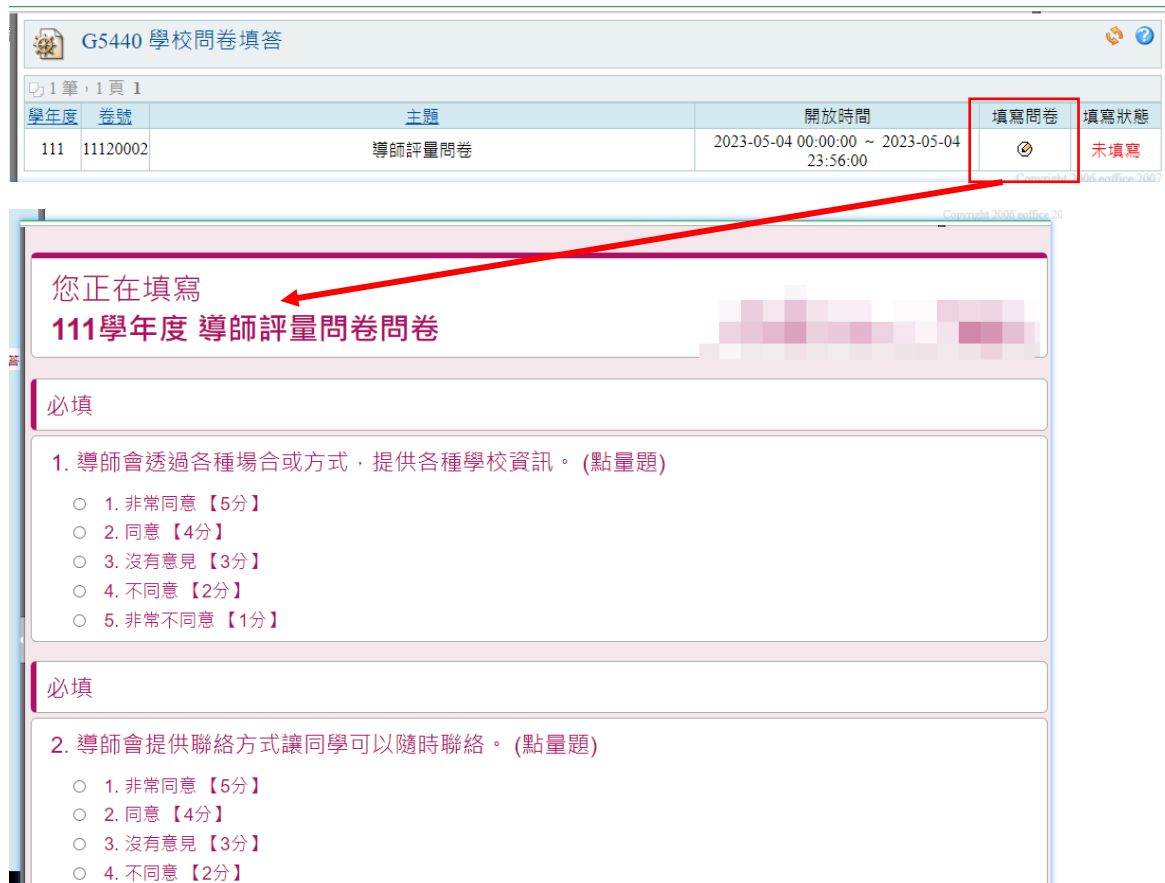 G5440 學校問卷填答
1 筆，1 頁 1
學年度 卷號 主題 開放時間 填寫問卷 填寫狀態
111 11120002 導師評量問卷 2023-05-04 00:00:00 ~ 2023-05-04 23:56:00 未填寫
Copyright 2006 eoffice 2007
Copyright 2006 eoffice 20
您正在填寫
111學年度 導師評量問卷問卷
答
必填
1. 導師會透過各種場合或方式，提供各種學校資訊。 (點量題)
1. 非常同意【5分】
2. 同意【4分】
3. 沒有意見【3分】
4. 不同意【2分】
5. 非常不同意【1分】
必填
2. 導師會提供聯絡方式讓同學可以隨時聯絡。 (點量題)
1. 非常同意【5分】
2. 同意【4分】
3. 沒有意見【3分】
4. 不同意【2分】